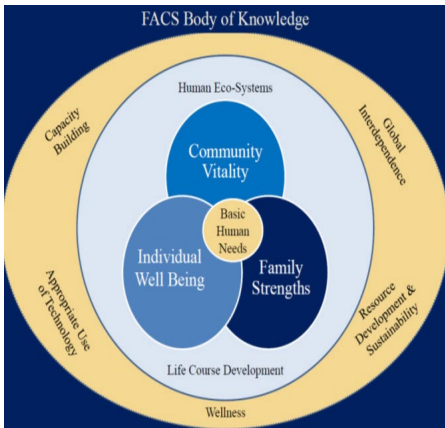 FACS Body of Knowledge
Human Eco-Systems
Capacity
Building
Global
Interdependence
Community
Vitality
Basic
Human
Needs
Individual
Well Being
Family
Strengths
Appropriate Use
of Technology
Resource
Development &
Sustainability
Life Course Development
Wellness